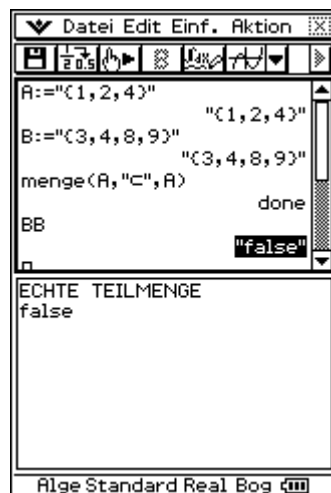 Datei Edit Einf. Aktion
A:="{1,2,4}"
"{1,2,4}"
B:="{3,4,8,9}"
"{3,4,8,9}"
menge(A,"⊂",A)
done
BB
"false"
ECHTE TEILMENGE
false
Alge Standard Real Bog